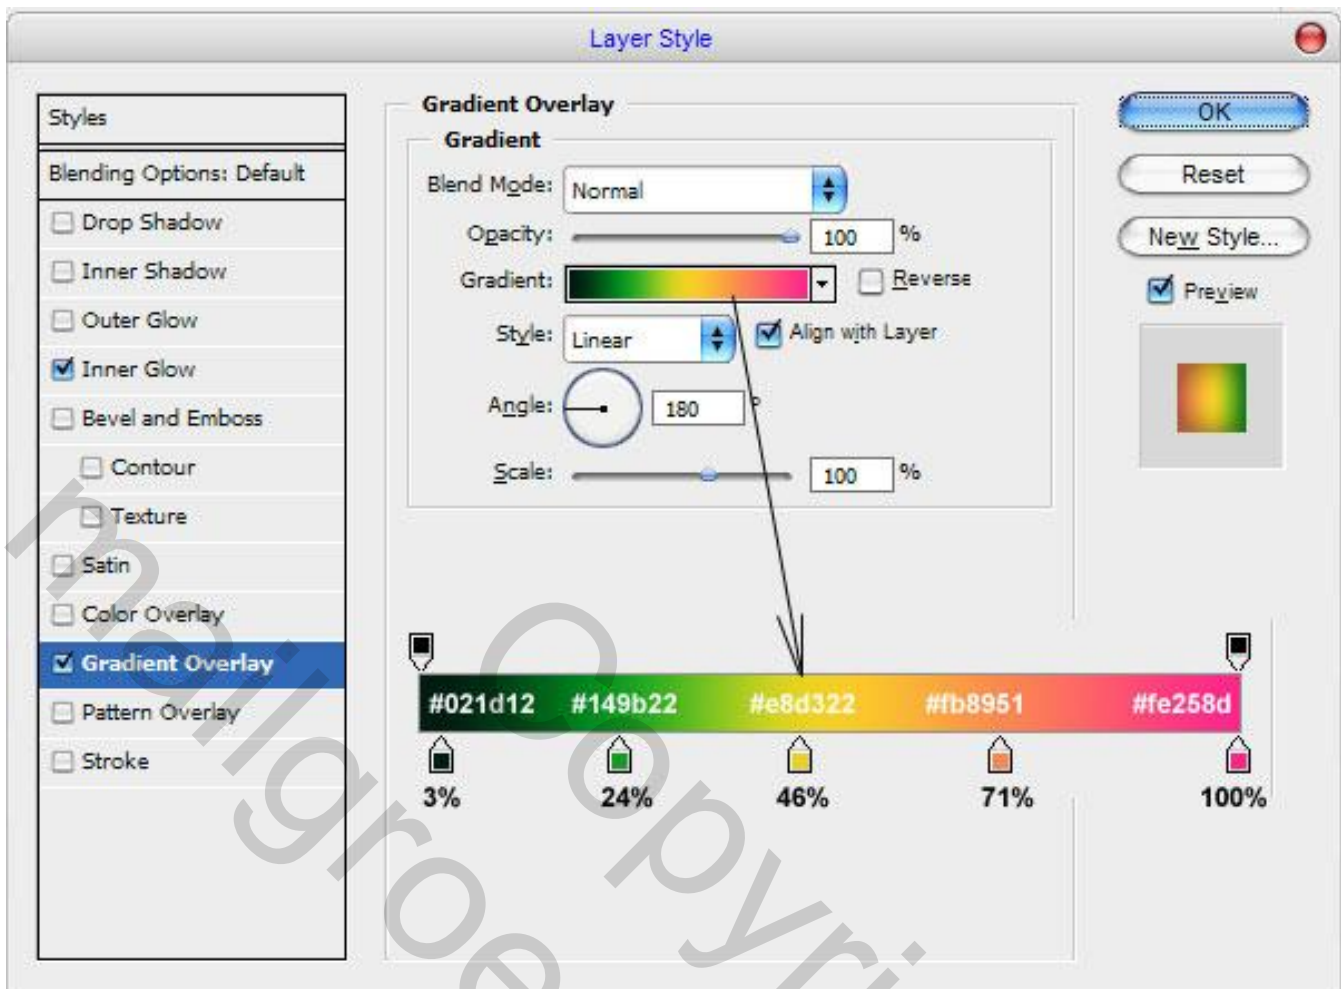 Layer Style
Styles
Blending Options: Default
Drop Shadow
Inner Shadow
Outer Glow
Inner Glow
Bevel and Emboss
Contour
Texture
Satin
Color Overlay
Gradient Overlay
Pattern Overlay
Stroke
Gradient Overlay
Gradient
Blend Mode: Normal
Opacity: 100 %
Gradient: Reverse
Style: Linear Align with Layer
Angle: 180 °
Scale: 100 %
OK
Reset
New Style...
Preview
#021d12 #149b22 #e8d322 #fb8951 #fe258d
3% 24% 46% 71% 100%